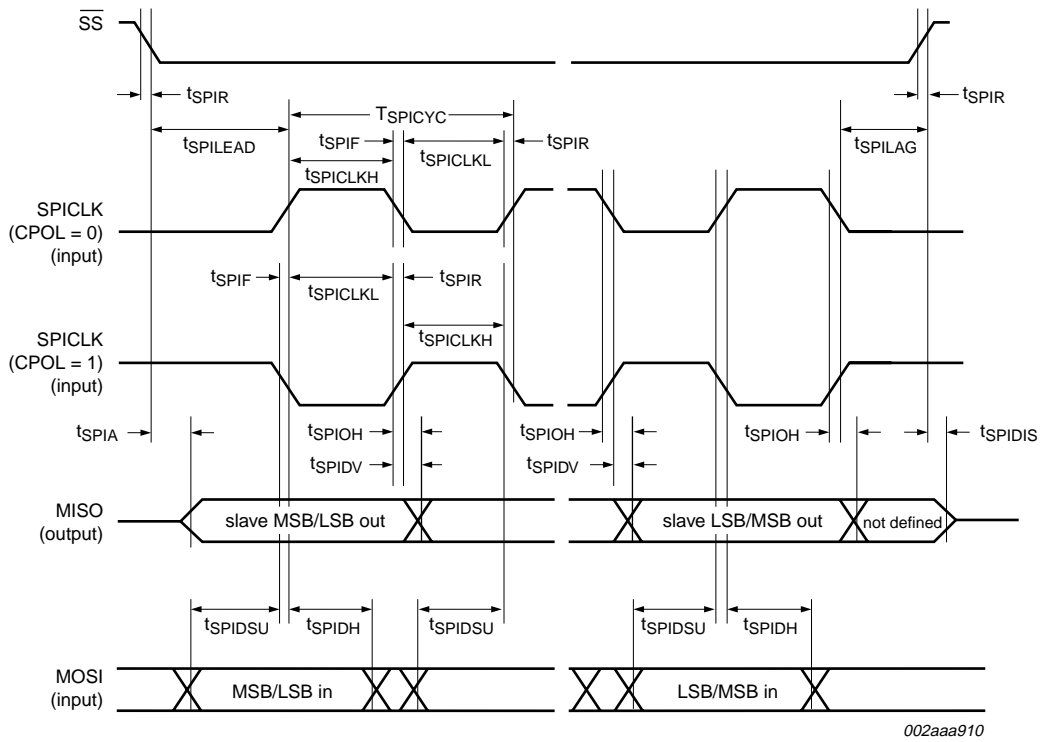 SS
tSPIR
tSPIR
TSPICYC
tSPILEAD
tSPIF
tSPICLKL
tSPIR
tSPILAG
tSPICLKH
SPICLK
(CPOL = 0)
(input)
tSPIF
tSPICLKL
tSPIR
tSPICLKH
SPICLK
(CPOL = 1)
(input)
tSPIA
tSPIOH
tSPIOH
tSPIOH
tSPIDIS
tSPIDV
tSPIDV
MISO
(output)
slave MSB/LSB out
slave LSB/MSB out
not defined
tSPIDSU
tSPIDH
tSPIDSU
tSPIDSU
tSPIDH
MOSI
(input)
MSB/LSB in
LSB/MSB in
002aaa910